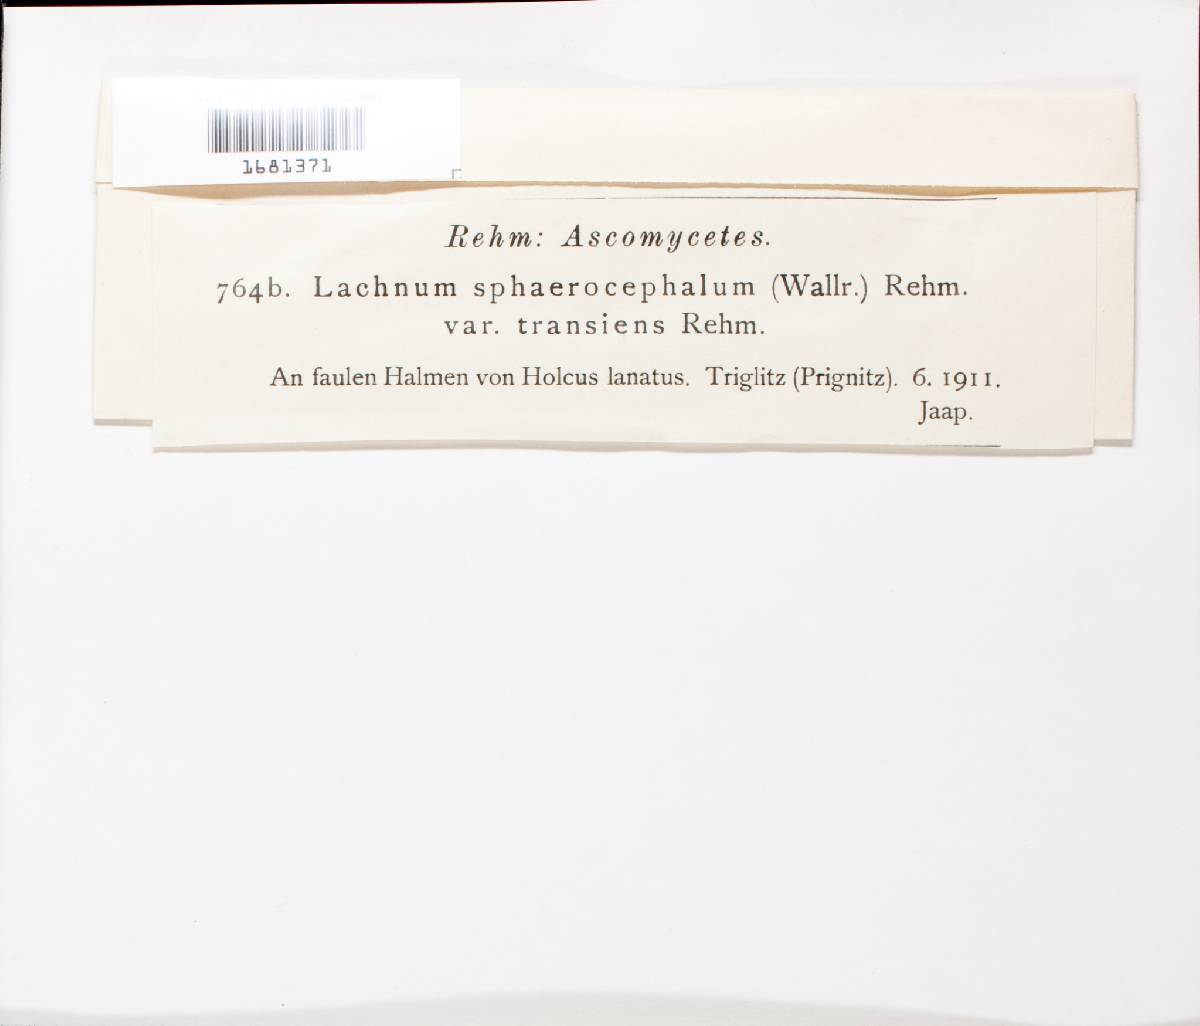 1681371
Rehm: Ascomycetes.
764b. Lachnum sphaerocephalum (Wallr.) Rehm.
var. transiens Rehm.
An faulen Halmen von Holcus lanatus. Triglitz (Prignitz). 6. 1911.
Jaap.